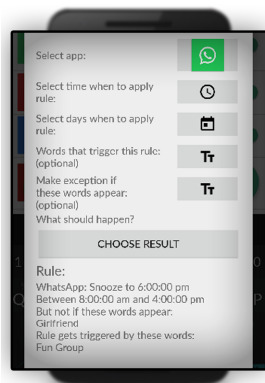 Select app:
Select time when to apply
rule:
Select days when to apply
rule:
Words that trigger this rule:
(optional)
Make exception if
these words appear:
(optional)
What should happen?
CHOOSE RESULT
Rule:
WhatsApp: Snooze to 6:00:00 pm
Between 8:00:00 am and 4:00:00 pm
But not if these words appear:
Girlfriend
Rule gets triggered by these words:
Fun Group